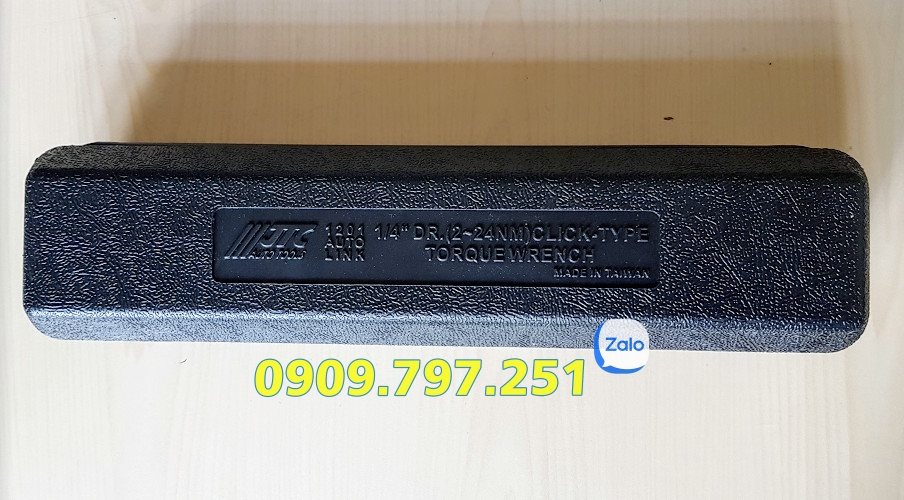 JTC
AUTO TOOLS
1201
AUTO
LINK
1/4" DR.(2~24NM)CLICK-TYPE
TORQUE WRENCH
MADE IN TAIWAN
0909.797.251
Zalo